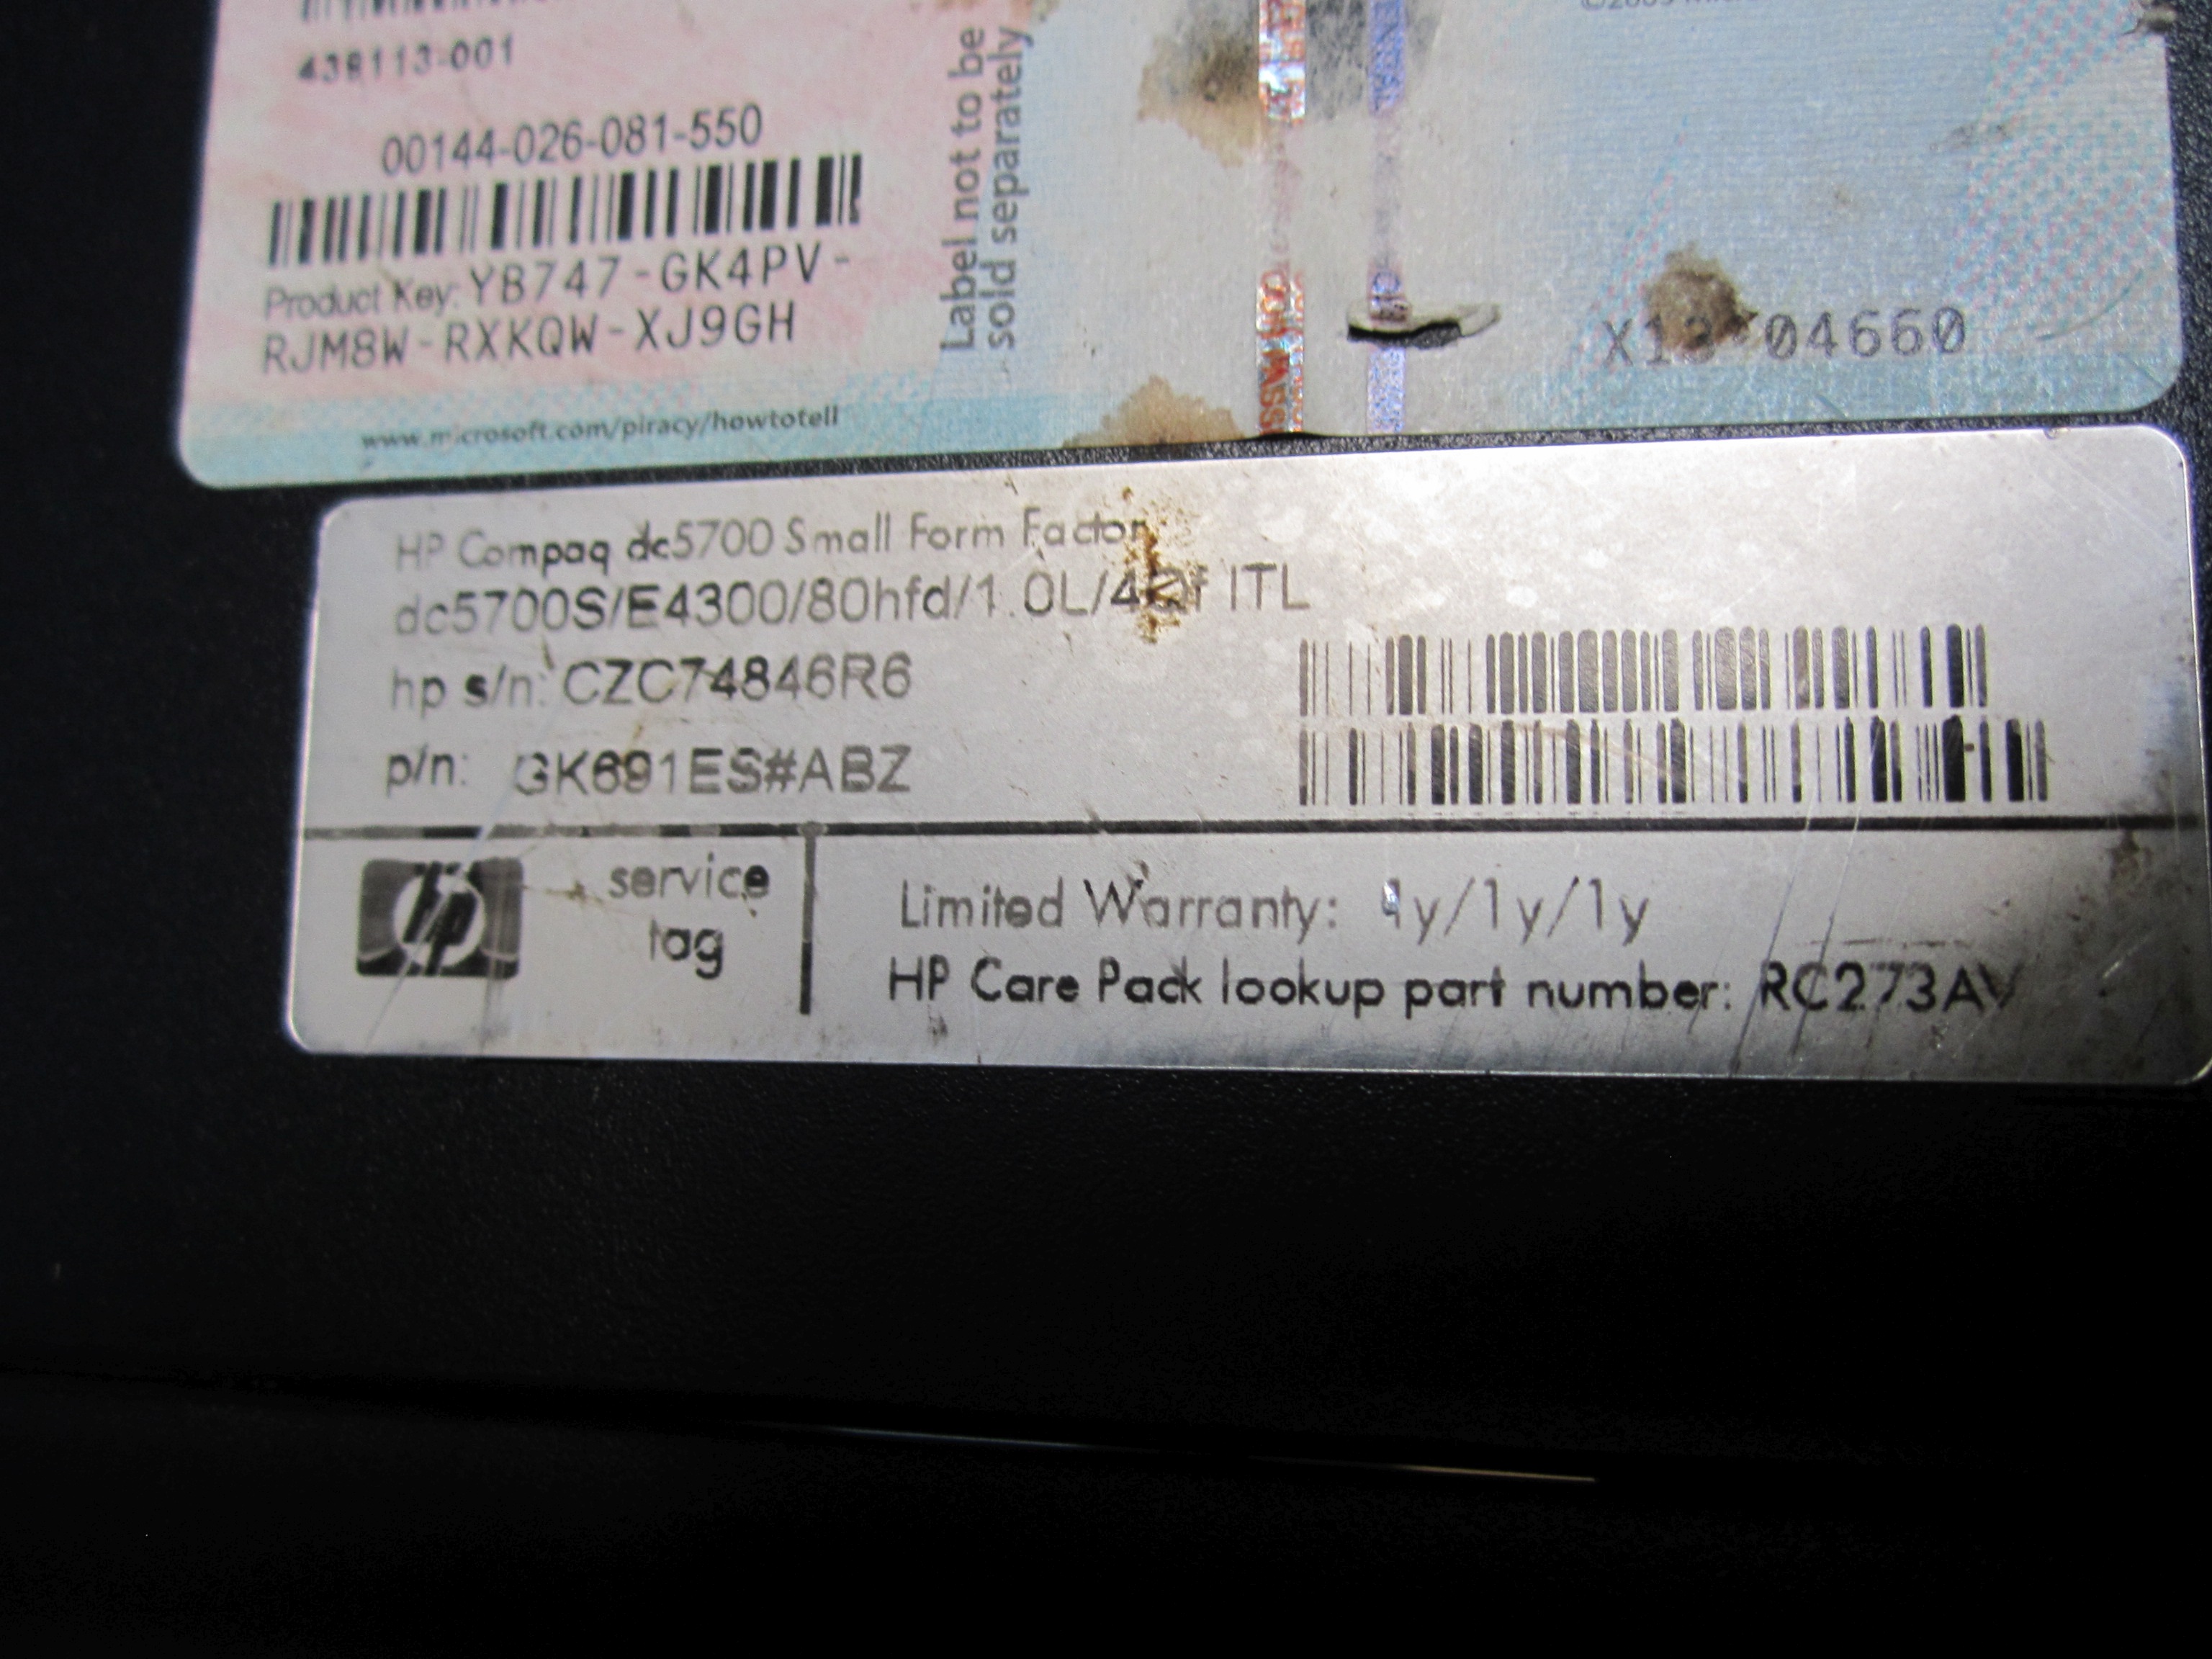 438113-001
00144-026-081-550
Product Key: YB747-GK4PV-
RJM8W-RXKQW-XJ9GH
www.microsoft.com/piracy/howtotell
Label not to be
sold separately
04660
HP Compaq dc5700 Small Form Factor
dc5700S/E4300/80hfd/1.0L/ ITL
hp s/n: CZC74846R6
p/n: GK691ES#ABZ
hp
service
tag
Limited Warranty: 1y/1y/1y
HP Care Pack lookup part number: RC273AV